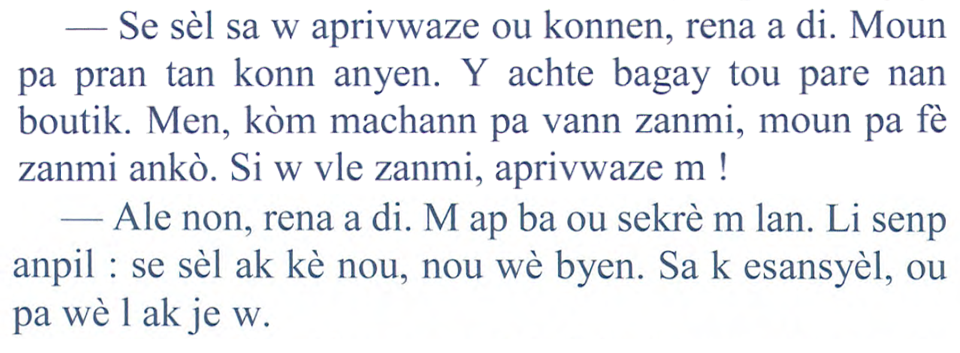 — Se sèl sa w aprivwaze ou konnen, rena a di. Moun
pa pran tan konn anyen. Y achte bagay tou pare nan
boutik. Men, kòm machann pa vann zanmi, moun pa fè
zanmi ankò. Si w vle zanmi, aprivwaze m !
— Ale non, rena a di. M ap ba ou sekrè m lan. Li senp
anpil : se sèl ak kè nou, nou wè byen. Sa k esansyèl, ou
pa wè l ak je w.